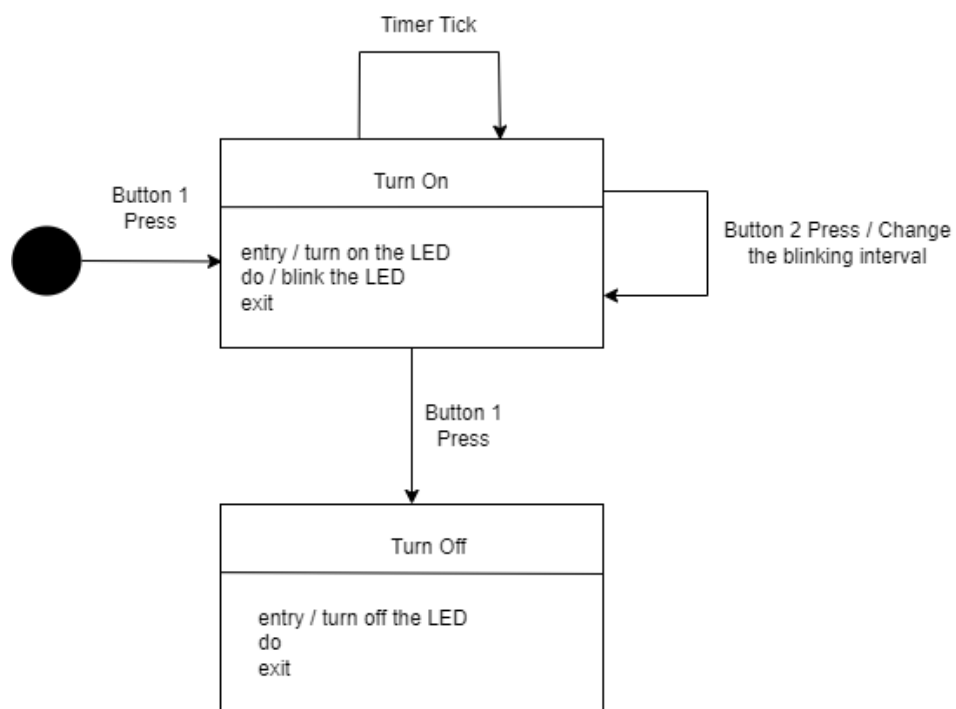 Timer Tick
Turn On
Button 1
Press
entry / turn on the LED
do / blink the LED
exit
Button 2 Press / Change
the blinking interval
Button 1
Press
Turn Off
entry / turn off the LED
do
exit